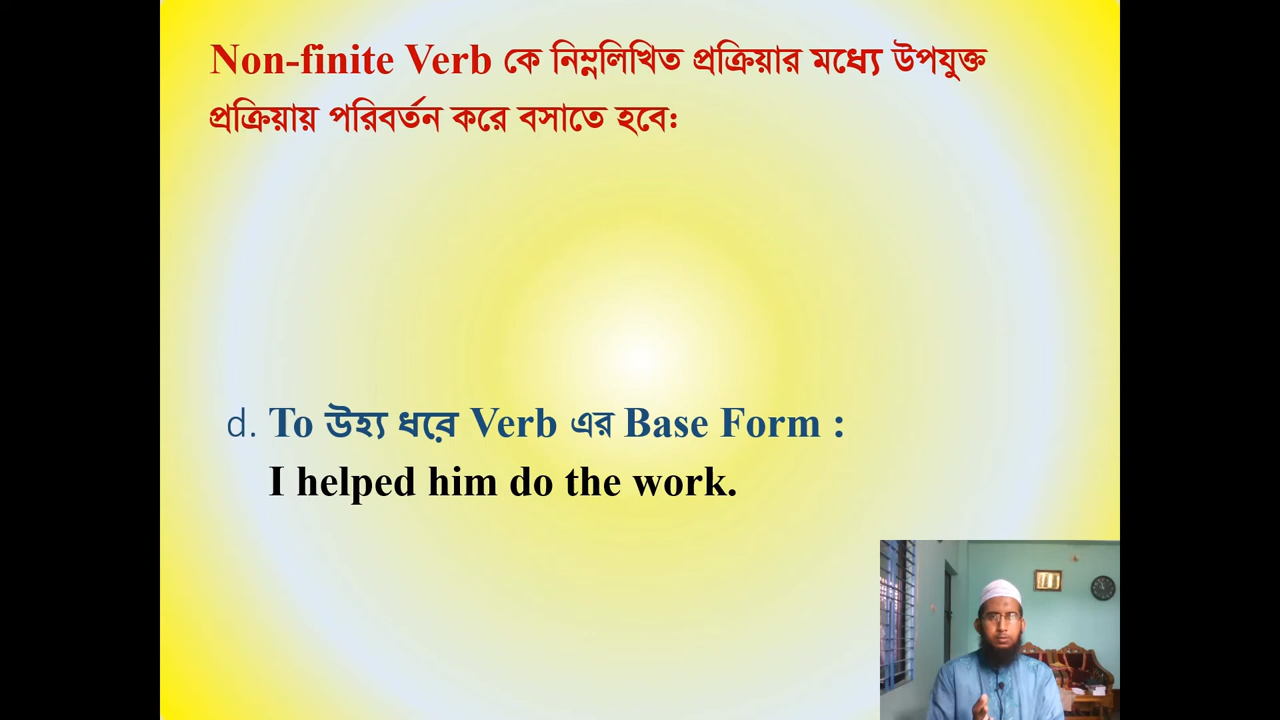 Non-finite Verb কে নিম্নলিখিত প্রক্রিয়ার মধ্যে উপযুক্ত
প্রক্রিয়ায় পরিবর্তন করে বসাতে হবে:
d. To উহ্য ধরে Verb এর Base Form :
I helped him do the work.